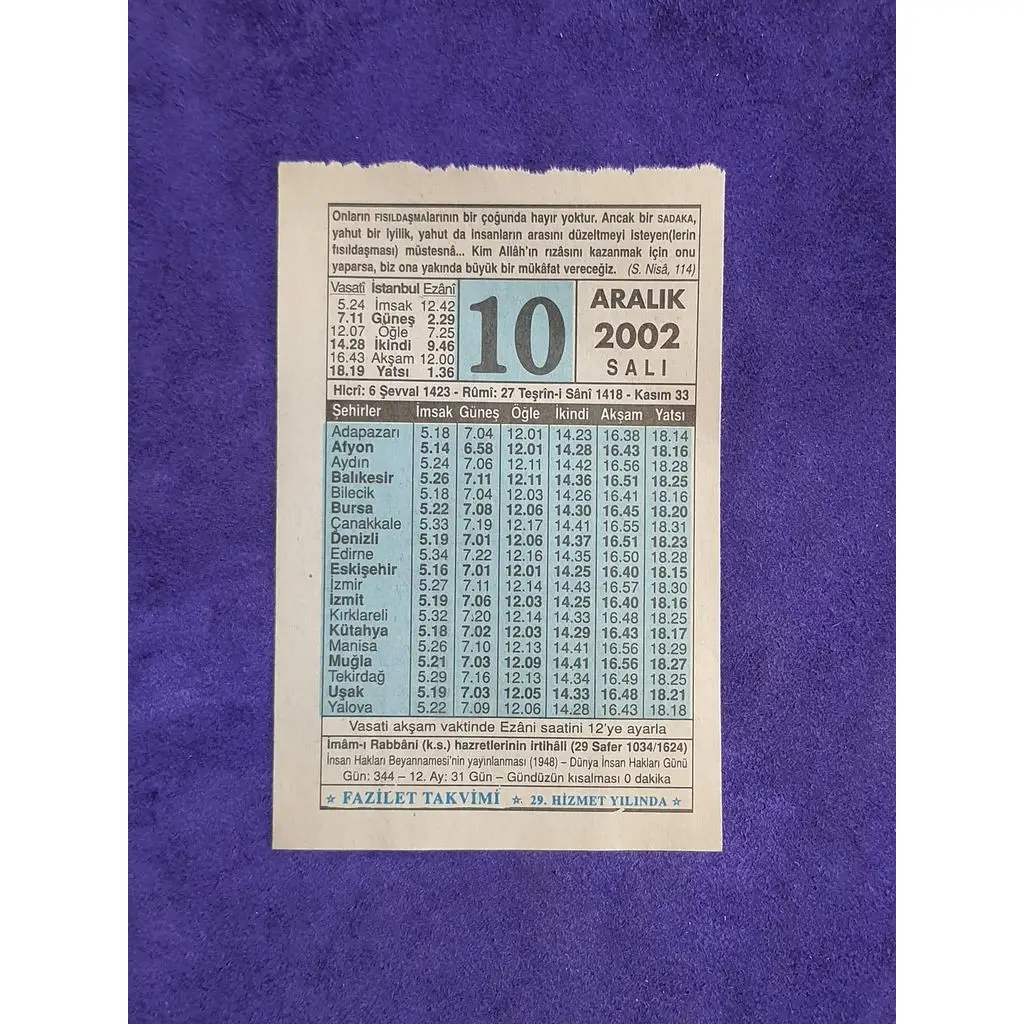 Onların FISILDAŞMAlarının bir çoğunda hayır yoktur. Ancak bir SADAKA,
yahut bir iyilik, yahut da insanların arasını düzeltmeyi isteyen(lerin
fısıldaşması) müstesnâ... Kim Allâh'ın rızâsını kazanmak için onu
yaparsa, biz ona yakında büyük bir mükâfat vereceğiz. (S. Nisâ, 114)
Vasatî İstanbul Ezânî
5.24 İmsak 12.42
7.11 Güneş 2.29
12.07 Öğle 7.25
14.28 İkindi 9.46
16.43 Akşam 12.00
18.19 Yatsı 1.36
10
ARALIK
2002
SALI
Hicrî: 6 Şevval 1423 - Rûmî: 27 Teşrîn-i Sânî 1418 - Kasım 33
Şehirler İmsak Güneş Öğle İkindi Akşam Yatsı
Adapazarı 5.18 7.04 12.01 14.23 16.38 18.14
Afyon 5.14 6.58 12.01 14.28 16.43 18.16
Aydın 5.24 7.06 12.11 14.42 16.56 18.28
Balıkesir 5.26 7.11 12.11 14.36 16.51 18.25
Bilecik 5.18 7.04 12.03 14.26 16.41 18.16
Bursa 5.22 7.08 12.06 14.30 16.45 18.20
Çanakkale 5.33 7.19 12.17 14.41 16.55 18.31
Denizli 5.19 7.01 12.06 14.37 16.51 18.23
Edirne 5.34 7.22 12.16 14.35 16.50 18.28
Eskişehir 5.16 7.01 12.01 14.25 16.40 18.15
İzmir 5.27 7.11 12.14 14.43 16.57 18.30
İzmit 5.19 7.06 12.03 14.25 16.40 18.16
Kırklareli 5.32 7.20 12.14 14.33 16.48 18.25
Kütahya 5.18 7.02 12.03 14.29 16.43 18.17
Manisa 5.26 7.10 12.13 14.41 16.56 18.29
Muğla 5.21 7.03 12.09 14.41 16.56 18.27
Tekirdağ 5.29 7.16 12.13 14.34 16.49 18.25
Uşak 5.19 7.03 12.05 14.33 16.48 18.21
Yalova 5.22 7.09 12.06 14.28 16.43 18.18
Vasati akşam vaktinde Ezâni saatini 12'ye ayarla
İmâm-ı Rabbâni (k.s.) hazretlerinin irtihâli (29 Safer 1034/1624)
İnsan Hakları Beyannamesi'nin yayınlanması (1948) – Dünya İnsan Hakları Günü
Gün: 344 – 12. Ay: 31 Gün – Gündüzün kısalması 0 dakika
☆ FAZİLET TAKVİMİ ☆ 29. HİZMET YILINDA ☆